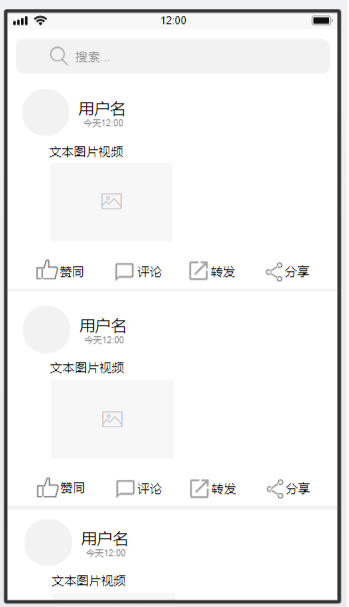 12:00
搜索...
用户名
今天12:00
文本图片视频
赞同 评论 转发 分享
用户名
今天12:00
文本图片视频
赞同 评论 转发 分享
用户名
今天12:00
文本图片视频